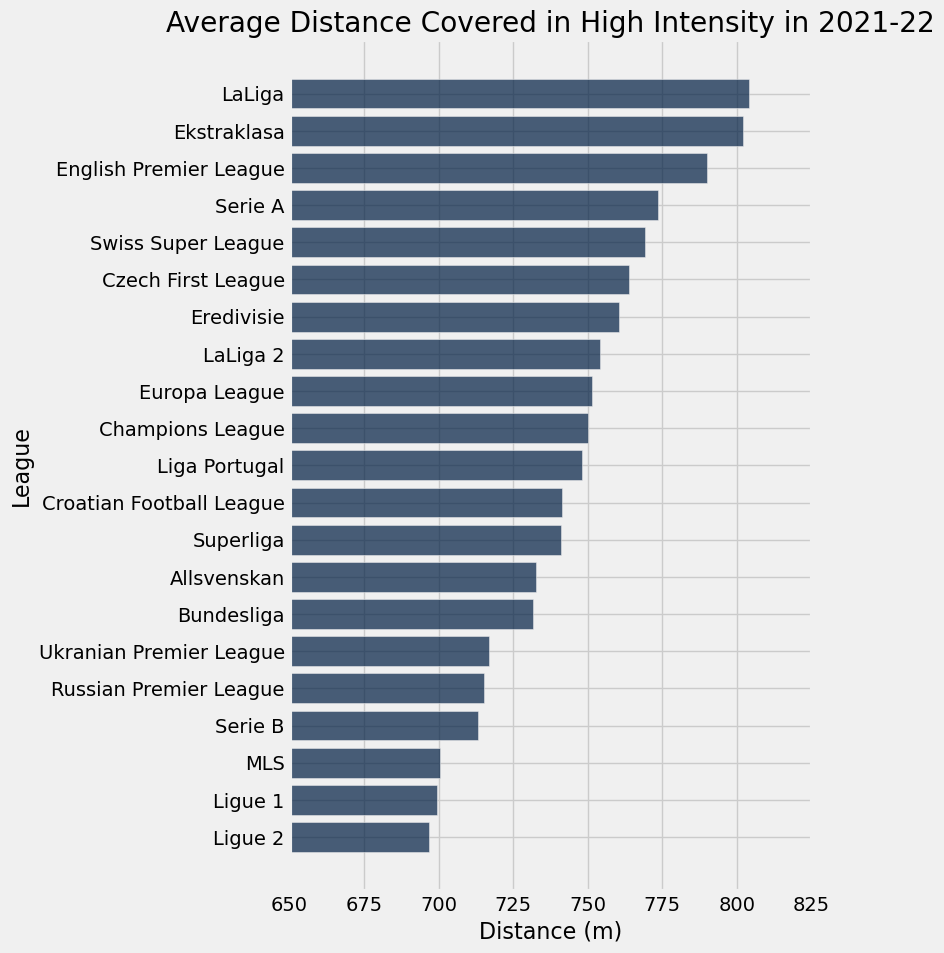 Average Distance Covered in High Intensity in 2021-22
LaLiga
Ekstraklasa
English Premier League
Serie A
Swiss Super League
Czech First League
Eredivisie
LaLiga 2
Europa League
Champions League
Liga Portugal
Croatian Football League
Superliga
Allsvenskan
Bundesliga
Ukranian Premier League
Russian Premier League
Serie B
MLS
Ligue 1
Ligue 2
League
650 675 700 725 750 775 800 825
Distance (m)